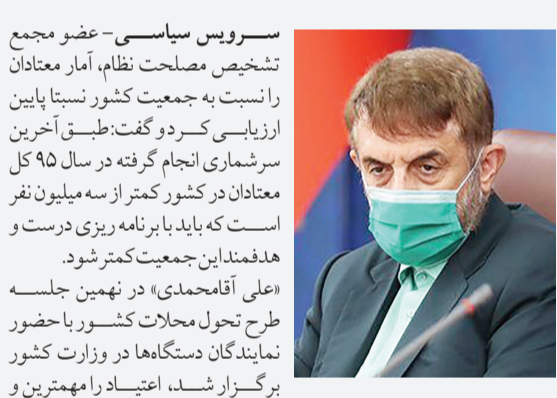 سرویس سیاسی- عضو مجمع
تشخیص مصلحت نظام، آمار معتادان
را نسبت به جمعیت کشور نسبتا پایین
ارزیابی کرد و گفت: طبق آخرین
سرشماری انجام گرفته در سال ۹۵ کل
معتادان در کشور کمتر از سه میلیون نفر
است که باید با برنامه ریزی درست و
هدفمند این جمعیت کمتر شود.
«علی آقامحمدی» در نهمین جلسه
طرح تحول محلات کشور با حضور
نمایندگان دستگاه‌ها در وزارت کشور
برگزار شد، اعتیاد را مهمترین و